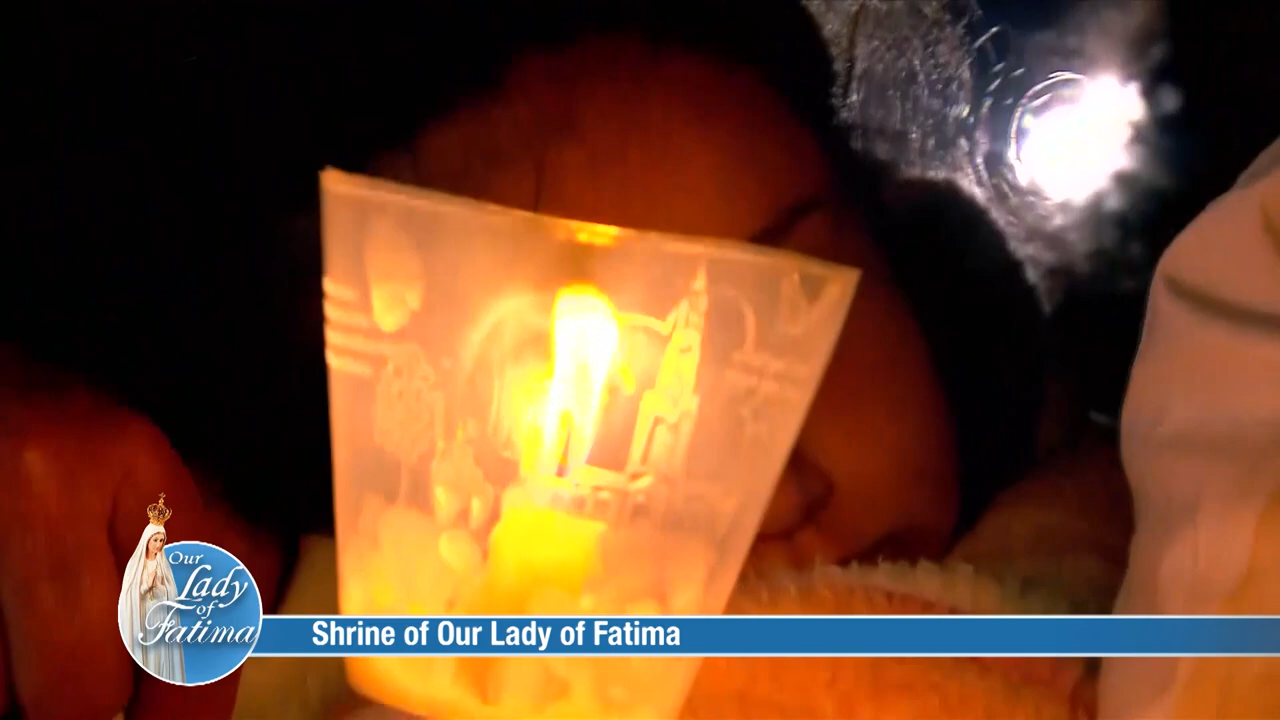 Our
Lady
of
Fatima
Shrine of Our Lady of Fatima